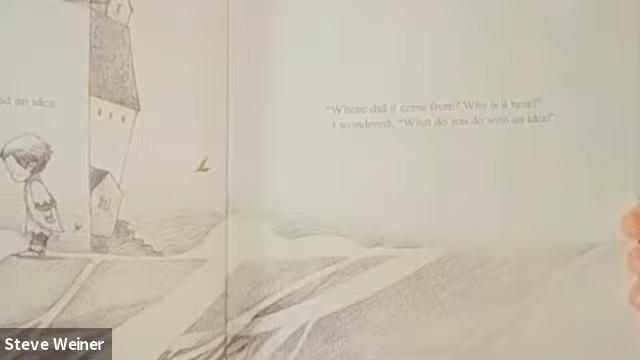 ad an idea
“Where did it come from? Why is it here?”
I wondered, “What do you do with an idea?”
Steve Weiner